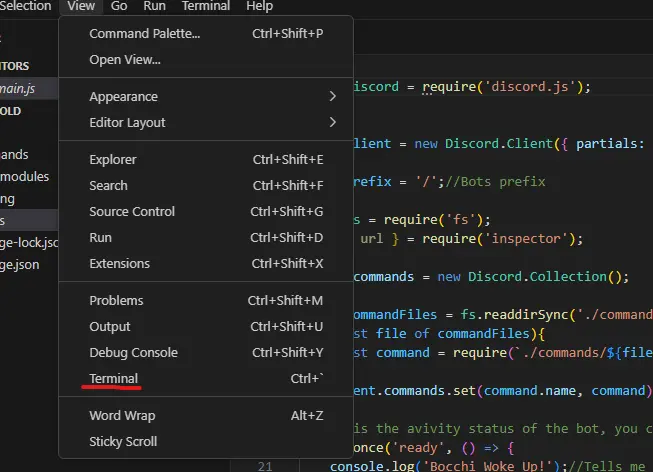 Selection View Go Run Terminal Help
Command Palette... Ctrl+Shift+P
Open View...
Appearance
Editor Layout
Explorer Ctrl+Shift+E
Search Ctrl+Shift+F
Source Control Ctrl+Shift+G
Run Ctrl+Shift+D
Extensions Ctrl+Shift+X
Problems Ctrl+Shift+M
Output Ctrl+Shift+U
Debug Console Ctrl+Shift+Y
Terminal Ctrl+`
Word Wrap Alt+Z
Sticky Scroll
ITORS
main.js
OLD
ands
modules
ng
s
ge-lock.jsc
ge.json
iscord = require('discord.js');
lient = new Discord.Client({ partials:
refix = '/';//Bots prefix
s = require('fs');
url } = require('inspector');
commands = new Discord.Collection();
ommandFiles = fs.readdirSync('./command
st file of commandFiles){
st command = require(`./commands/${file
ent.commands.set(command.name, command)
is the avivity status of the bot, you c
once('ready', () => {
21 console.log('Bocchi Woke Up!');//Tells me